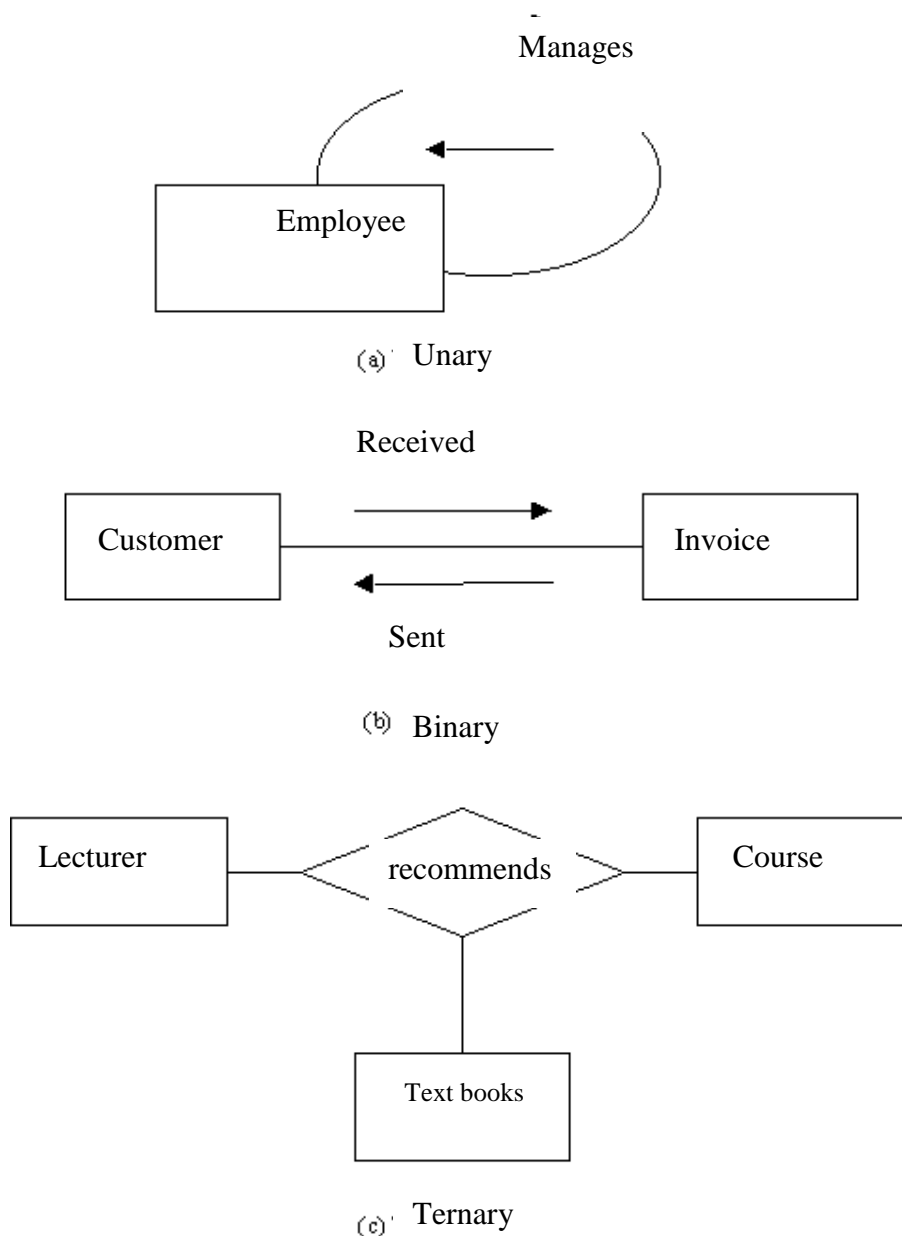 Manages
Employee
(a) Unary
Received
Customer
Invoice
Sent
(b) Binary
Lecturer
recommends
Course
Text books
(c) Ternary